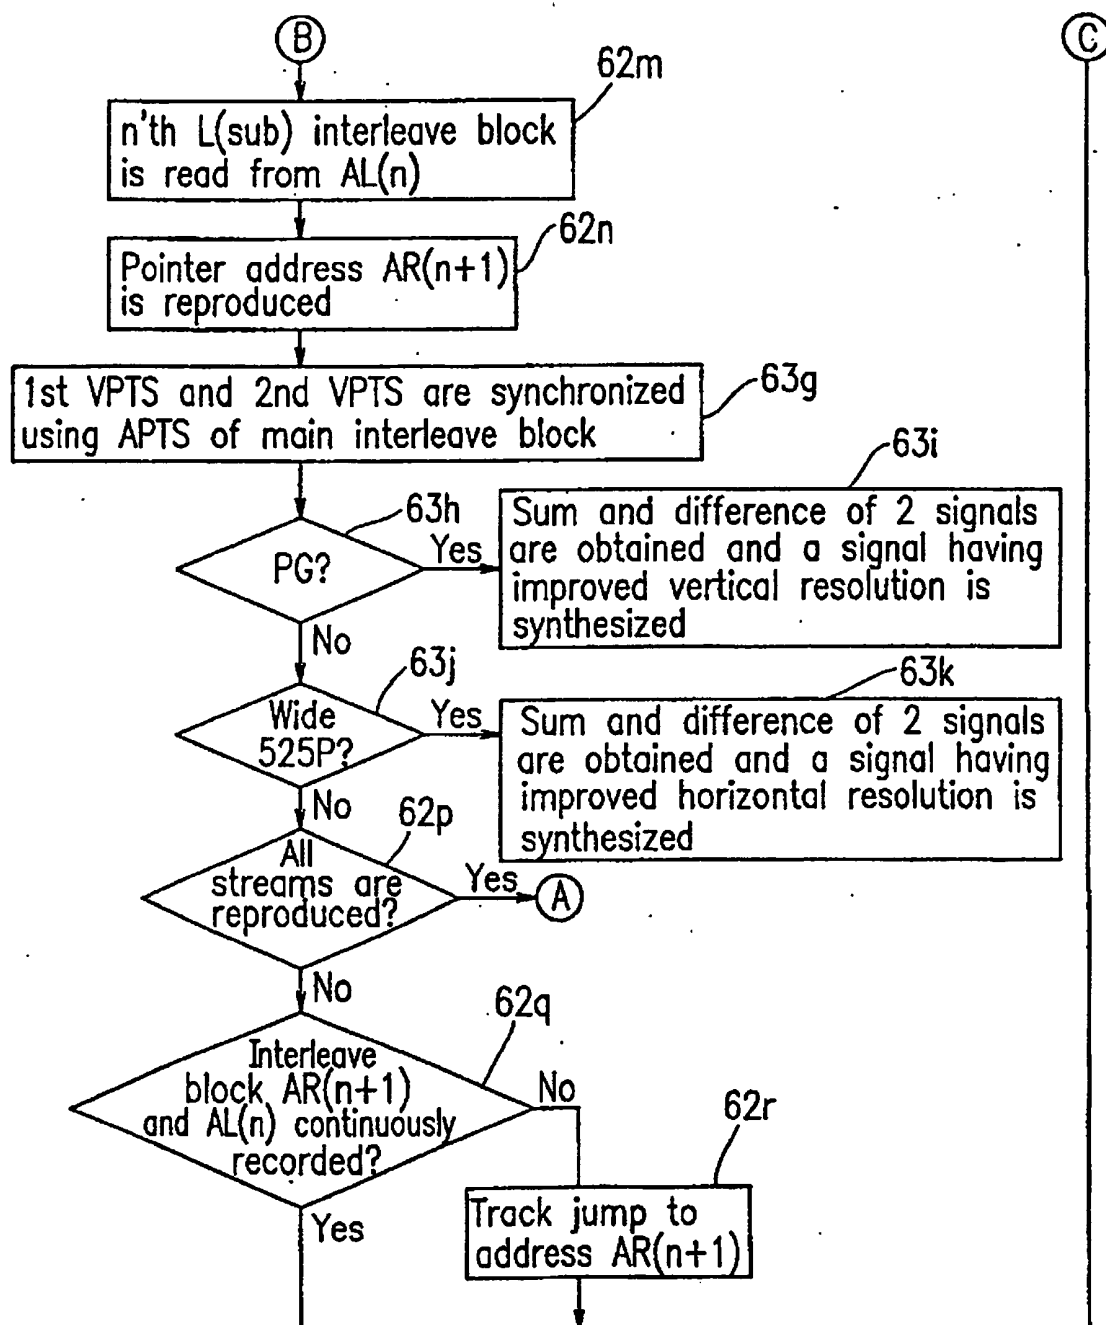 B
C
62m
n'th L(sub) interleave block
is read from AL(n)
62n
Pointer address AR(n+1)
is reproduced
63g
1st VPTS and 2nd VPTS are synchronized
using APTS of main interleave block
63h
PG?
Yes
No
63i
Sum and difference of 2 signals
are obtained and a signal having
improved vertical resolution is
synthesized
63j
Wide
525P?
Yes
No
63k
Sum and difference of 2 signals
are obtained and a signal having
improved horizontal resolution is
synthesized
62p
All
streams are
reproduced?
Yes
A
No
62q
Interleave
block AR(n+1)
and AL(n) continuously
recorded?
No
Yes
62r
Track jump to
address AR(n+1)